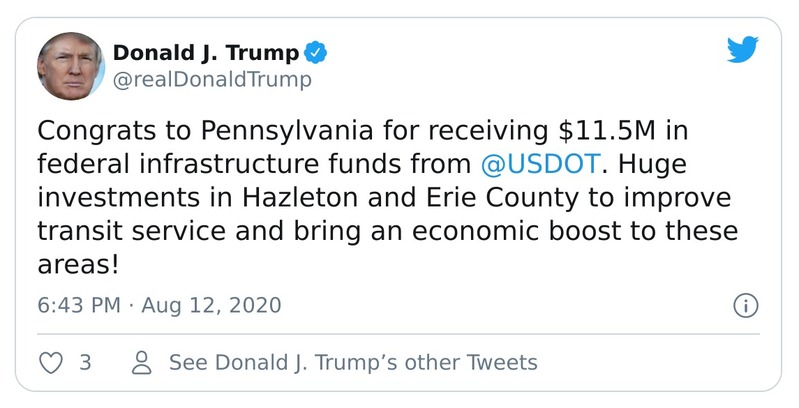 Donald J. Trump
@realDonaldTrump
Congrats to Pennsylvania for receiving $11.5M in
federal infrastructure funds from @USDOT. Huge
investments in Hazleton and Erie County to improve
transit service and bring an economic boost to these
areas!
6:43 PM · Aug 12, 2020
3 See Donald J. Trump’s other Tweets